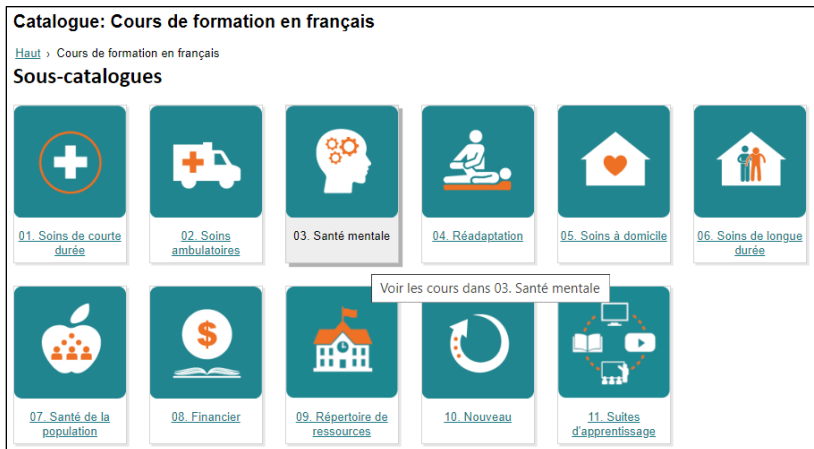 Catalogue: Cours de formation en français
Haut › Cours de formation en français
Sous-catalogues
01. Soins de courte
durée
02. Soins
ambulatoires
03. Santé mentale
04. Réadaptation
05. Soins à domicile
06. Soins de longue
durée
Voir les cours dans 03. Santé mentale
$
07. Santé de la
population
08. Financier
09. Répertoire de
ressources
10. Nouveau
11. Suites
d'apprentissage